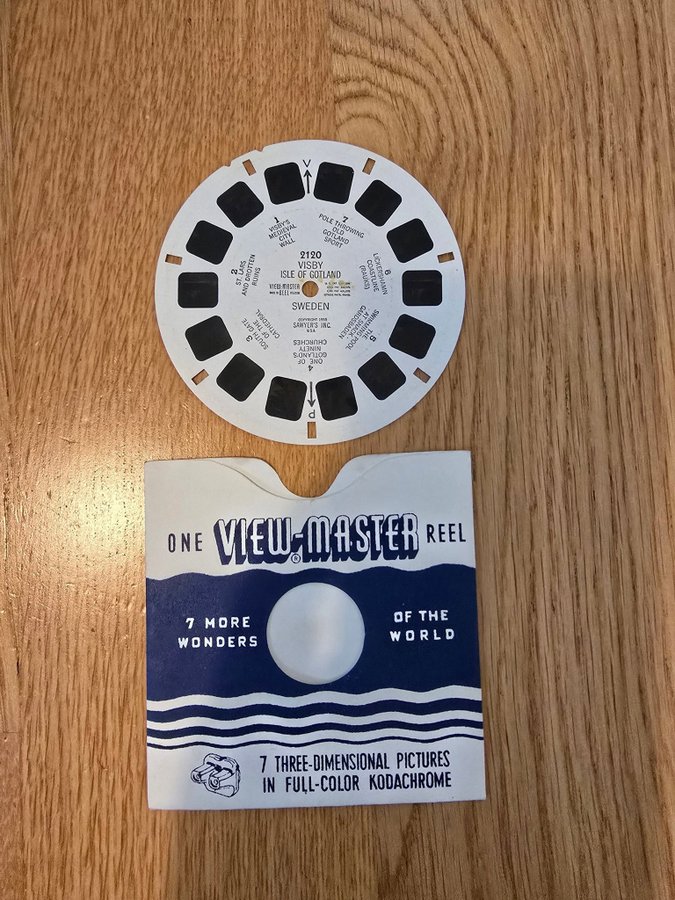 V
1
VISBY'S
MEDIEVAL
CITY
WALL
7
POLE THROWING
OLD
GOTLAND
SPORT
2120
VISBY
ISLE OF GOTLAND
2
ST. LARS
AND DROTTEN
RUINS
6
LICKERSHAMN
COASTLINE
(RAUKS)
VIEW-MASTER
REEL
SWEDEN
SAWYER'S INC.
U.S.A.
3
SOUTH GATE
OF THE
CATHEDRAL
5
THE
SWIMMING POOL
AT SNÄCK
4
ONE OF
GOTLAND'S
NINETY
CHURCHES
P
ONE VIEW-MASTER® REEL
7 MORE
WONDERS
OF THE
WORLD
7 THREE-DIMENSIONAL PICTURES
IN FULL-COLOR KODACHROME